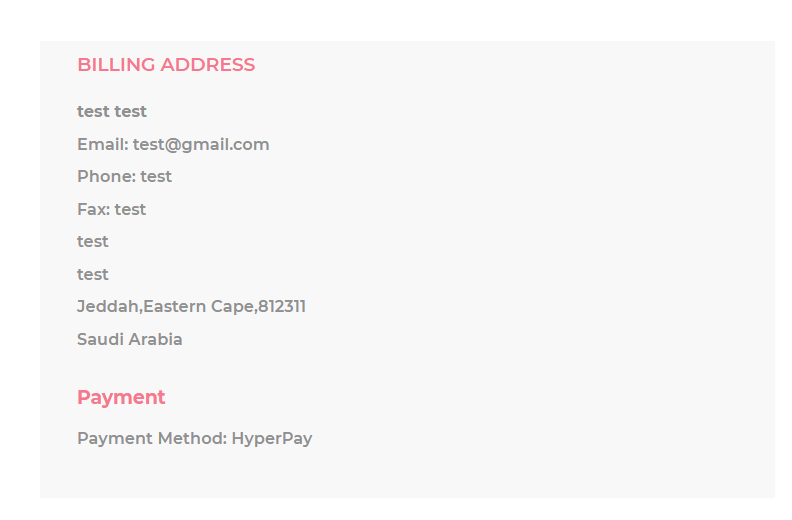 BILLING ADDRESS
test test
Email: test@gmail.com
Phone: test
Fax: test
test
test
Jeddah,Eastern Cape,812311
Saudi Arabia
Payment
Payment Method: HyperPay